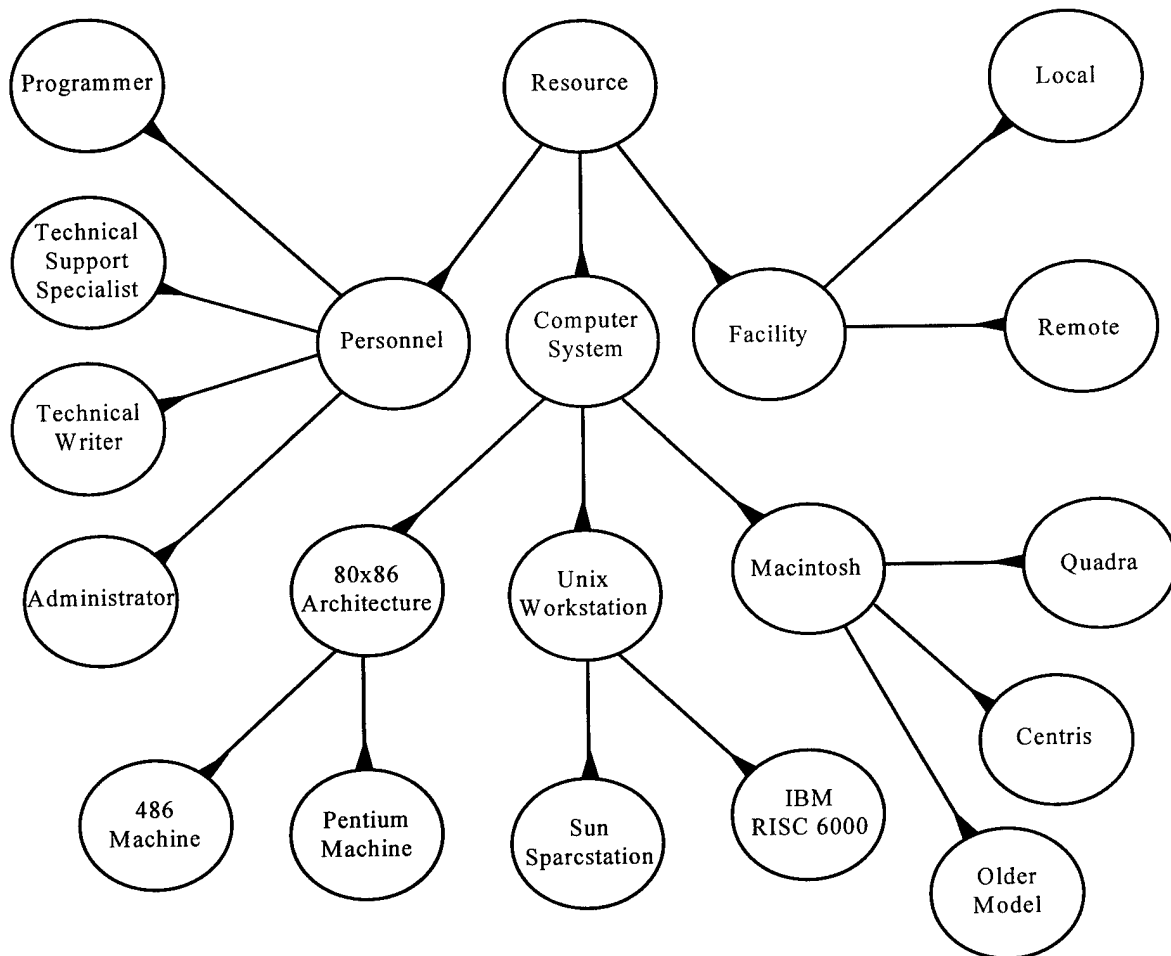 Programmer
Resource
Local
Technical
Support
Specialist
Personnel
Computer
System
Facility
Remote
Technical
Writer
Administrator
80x86
Architecture
Unix
Workstation
Macintosh
Quadra
486
Machine
Pentium
Machine
Sun
Sparcstation
IBM
RISC 6000
Centris
Older
Model